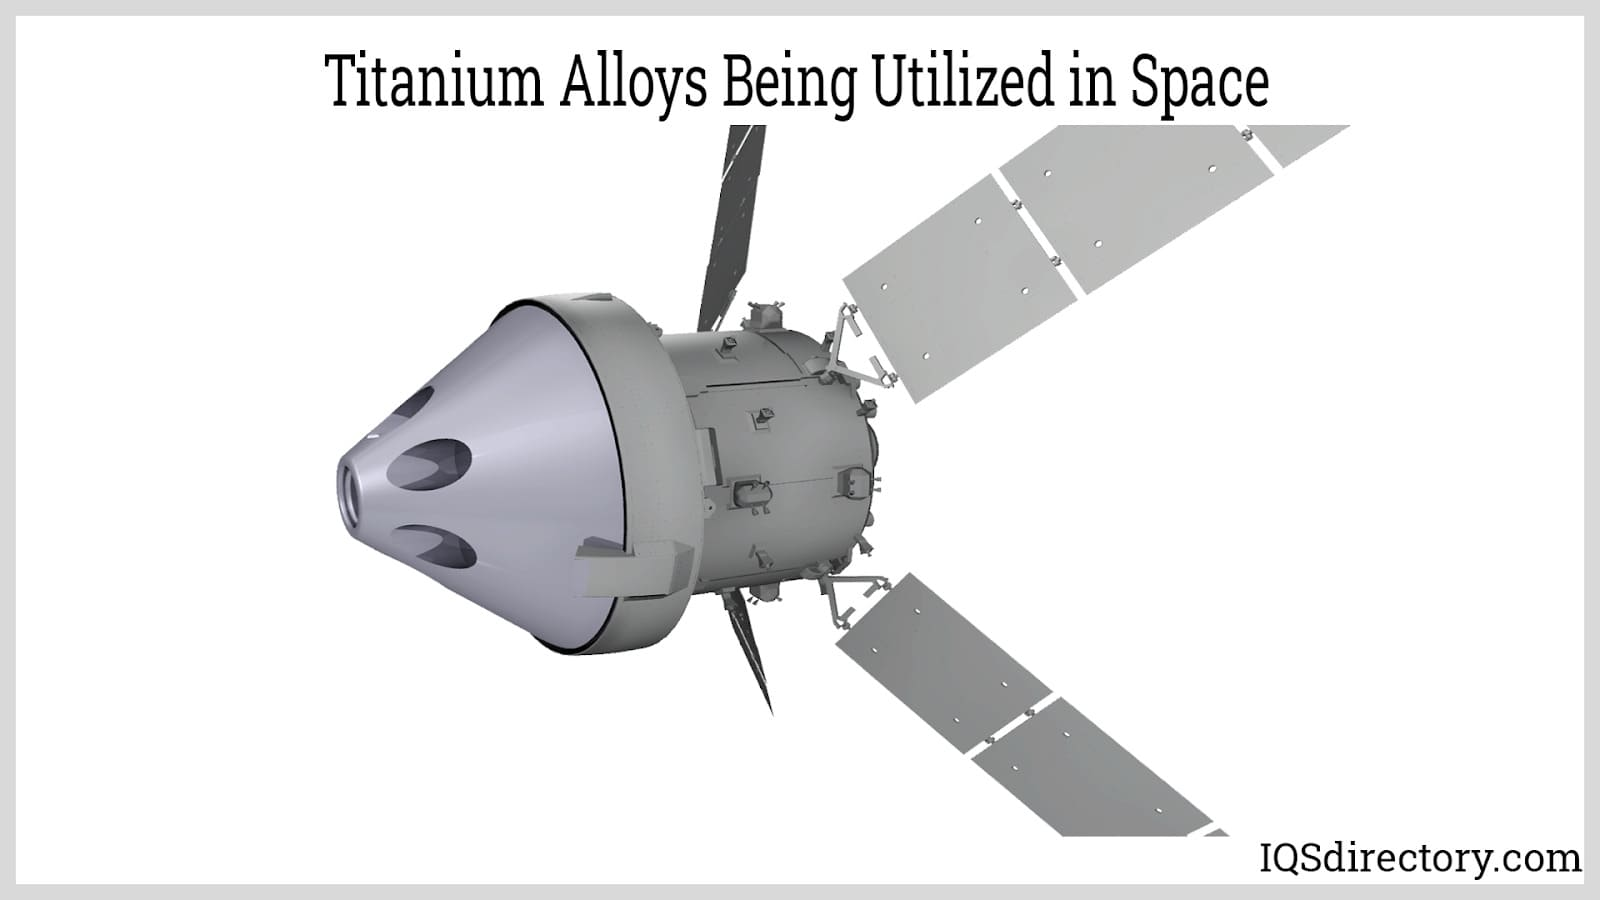 Titanium Alloys Being Utilized in Space
IQSdirectory.com